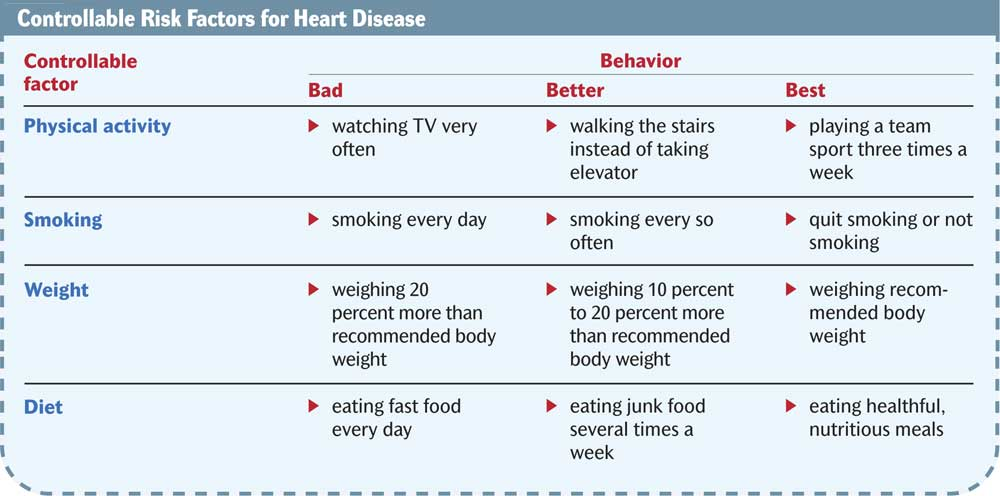 Controllable Risk Factors for Heart Disease
Controllable
factor
Behavior
Bad
Better
Best
Physical activity
▶ watching TV very
often
▶ walking the stairs
instead of taking
elevator
▶ playing a team
sport three times a
week
Smoking
▶ smoking every day
▶ smoking every so
often
▶ quit smoking or not
smoking
Weight
▶ weighing 20
percent more than
recommended body
weight
▶ weighing 10 percent
to 20 percent more
than recommended
body weight
▶ weighing recom-
mended body
weight
Diet
▶ eating fast food
every day
▶ eating junk food
several times a
week
▶ eating healthful,
nutritious meals